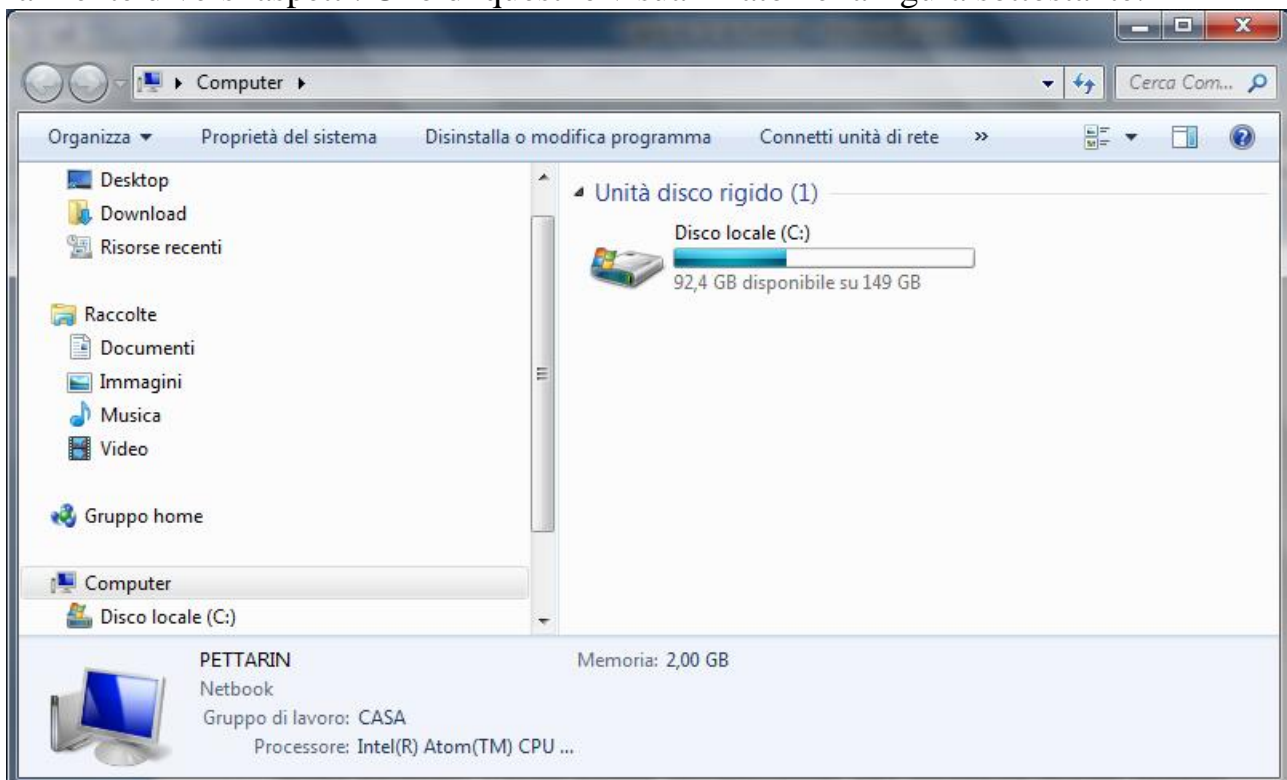 Computer
Cerca Com...
Organizza Proprietà del sistema Disinstalla o modifica programma Connetti unità di rete »
Desktop
Download
Risorse recenti
Raccolte
Documenti
Immagini
Musica
Video
Gruppo home
Computer
Disco locale (C:)
Unità disco rigido (1)
Disco locale (C:)
92,4 GB disponibile su 149 GB
PETTARIN
Netbook
Gruppo di lavoro: CASA
Processore: Intel(R) Atom(TM) CPU ...
Memoria: 2,00 GB